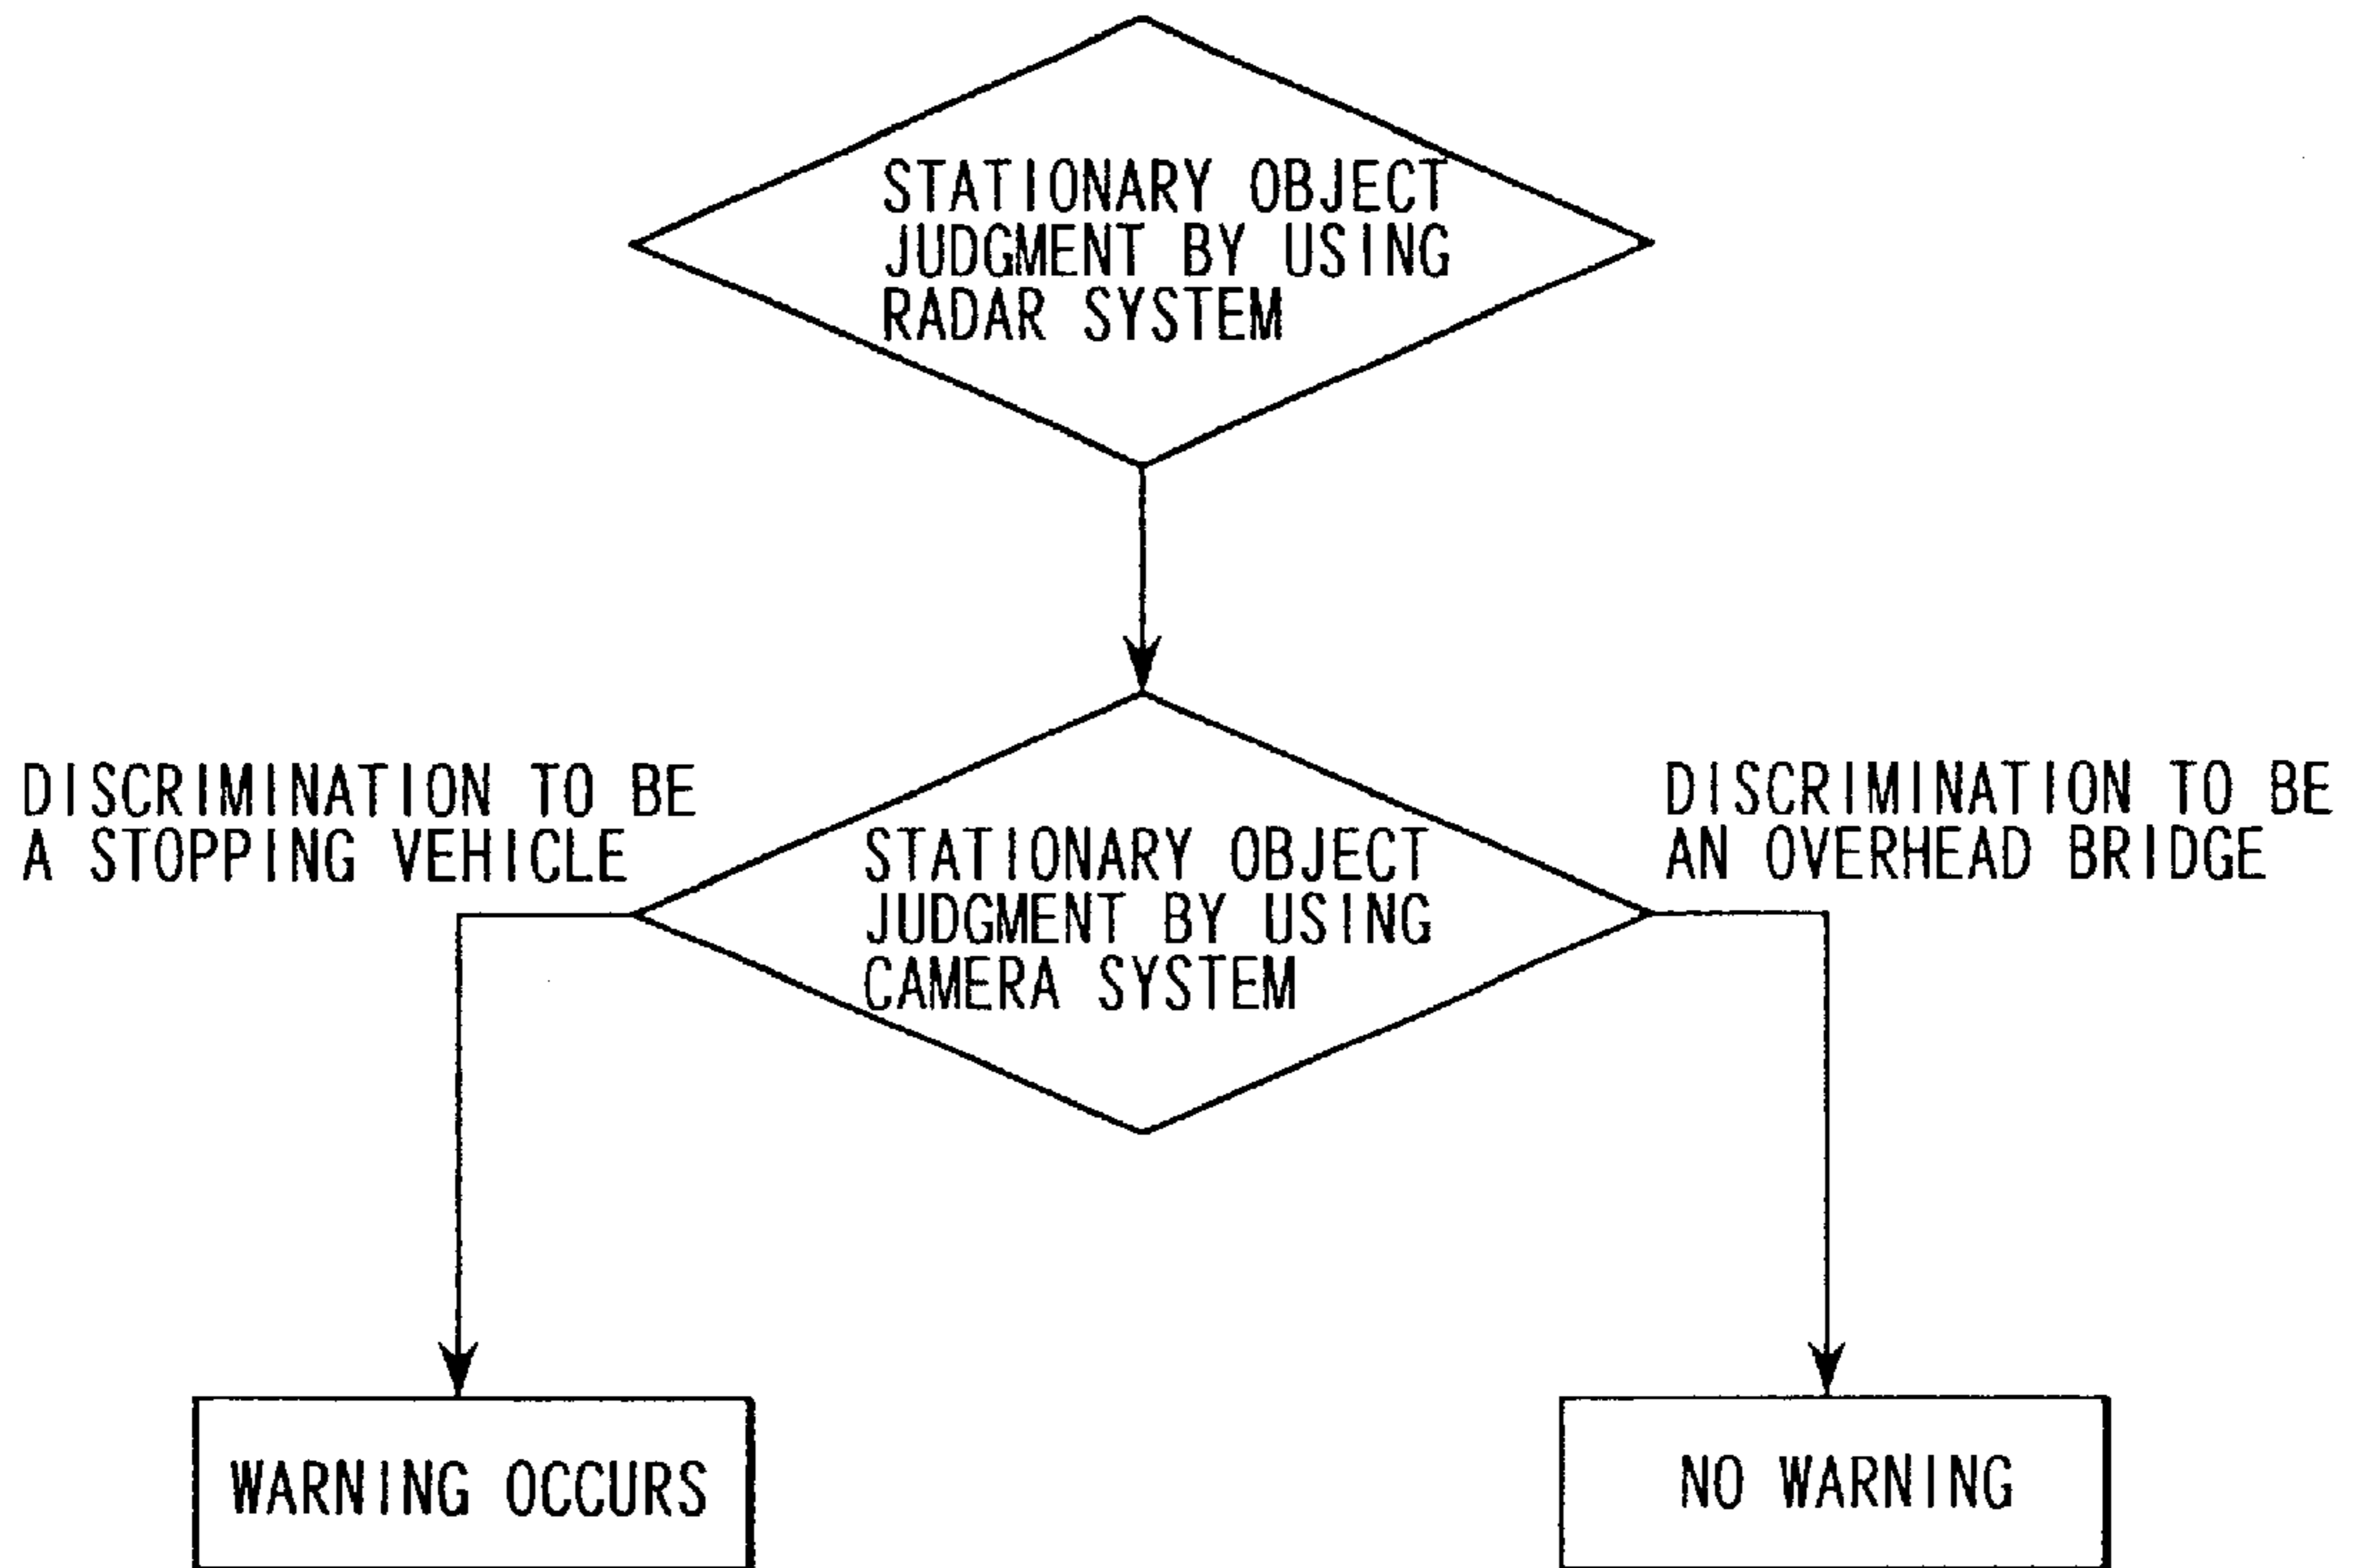 STATIONARY OBJECT
JUDGMENT BY USING
RADAR SYSTEM
DISCRIMINATION TO BE
A STOPPING VEHICLE
STATIONARY OBJECT
JUDGMENT BY USING
CAMERA SYSTEM
DISCRIMINATION TO BE
AN OVERHEAD BRIDGE
WARNING OCCURS
NO WARNING